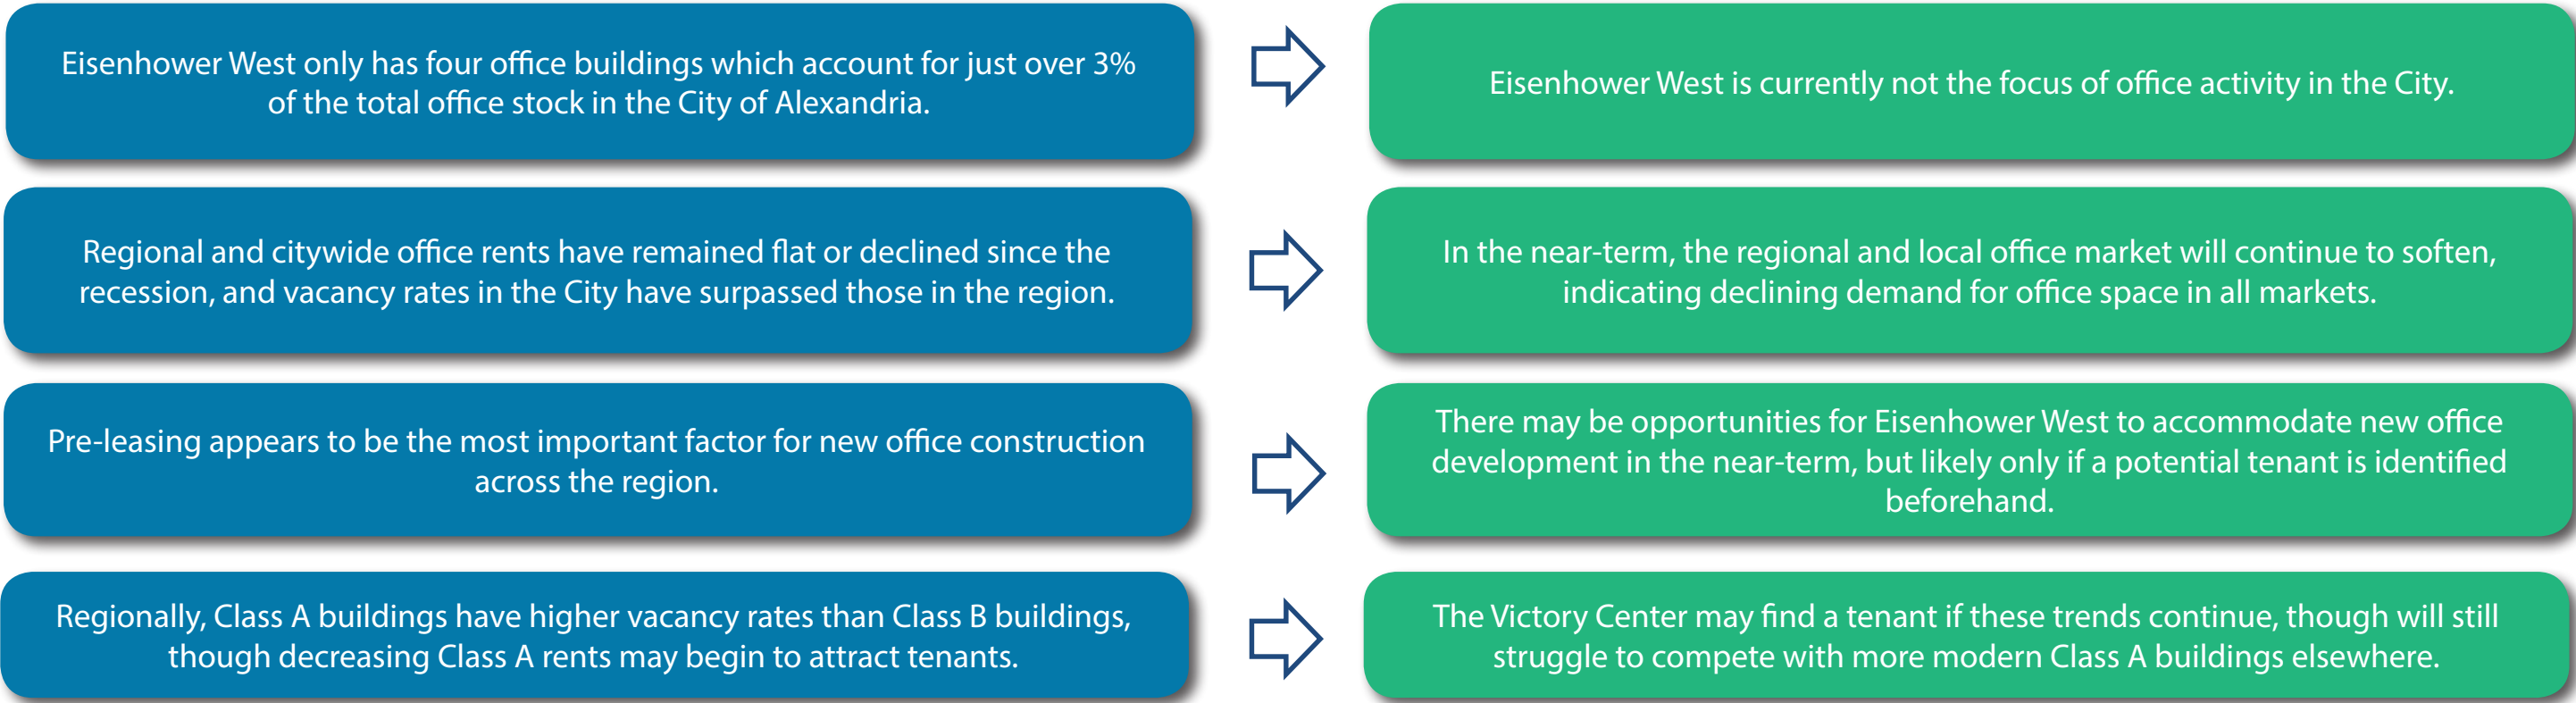 Eisenhower West only has four office buildings which account for just over 3%
of the total office stock in the City of Alexandria.
Eisenhower West is currently not the focus of office activity in the City.
Regional and citywide office rents have remained flat or declined since the
recession, and vacancy rates in the City have surpassed those in the region.
In the near-term, the regional and local office market will continue to soften,
indicating declining demand for office space in all markets.
Pre-leasing appears to be the most important factor for new office construction
across the region.
There may be opportunities for Eisenhower West to accommodate new office
development in the near-term, but likely only if a potential tenant is identified
beforehand.
Regionally, Class A buildings have higher vacancy rates than Class B buildings,
though decreasing Class A rents may begin to attract tenants.
The Victory Center may find a tenant if these trends continue, though will still
struggle to compete with more modern Class A buildings elsewhere.